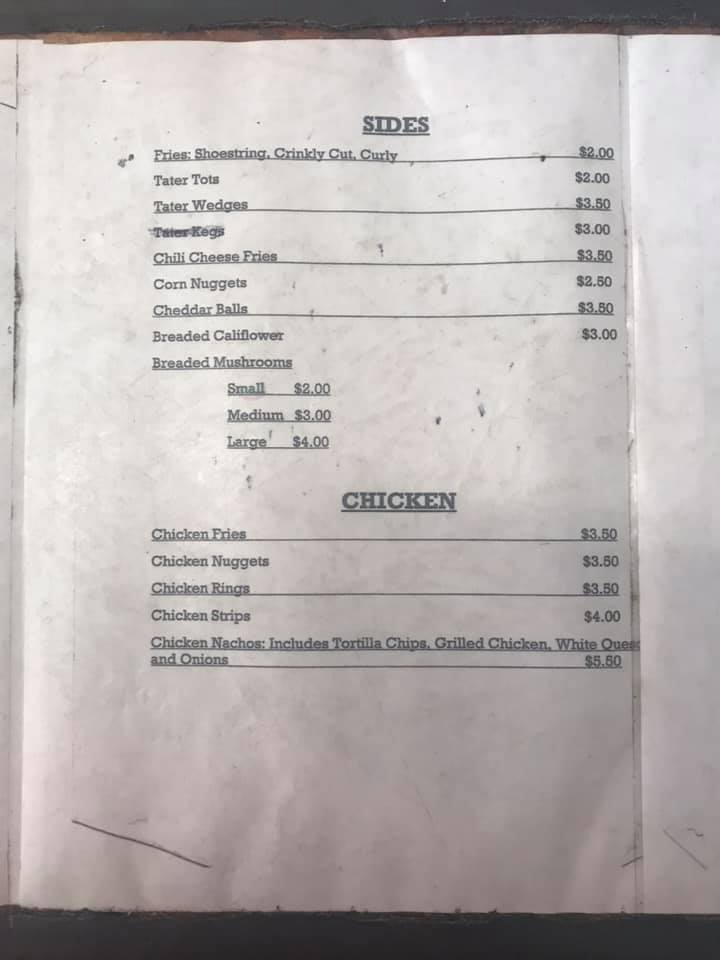 SIDES
Fries: Shoestring, Crinkly Cut, Curly $2.00
Tater Tots $2.00
Tater Wedges $3.50
Tater Kegs $3.00
Chili Cheese Fries $3.50
Corn Nuggets $2.50
Cheddar Balls $3.50
Breaded Califlower $3.00
Breaded Mushrooms
Small $2.00
Medium $3.00
Large $4.00
CHICKEN
Chicken Fries $3.50
Chicken Nuggets $3.50
Chicken Rings $3.50
Chicken Strips $4.00
Chicken Nachos: Includes Tortilla Chips, Grilled Chicken, White
and Onions $5.50